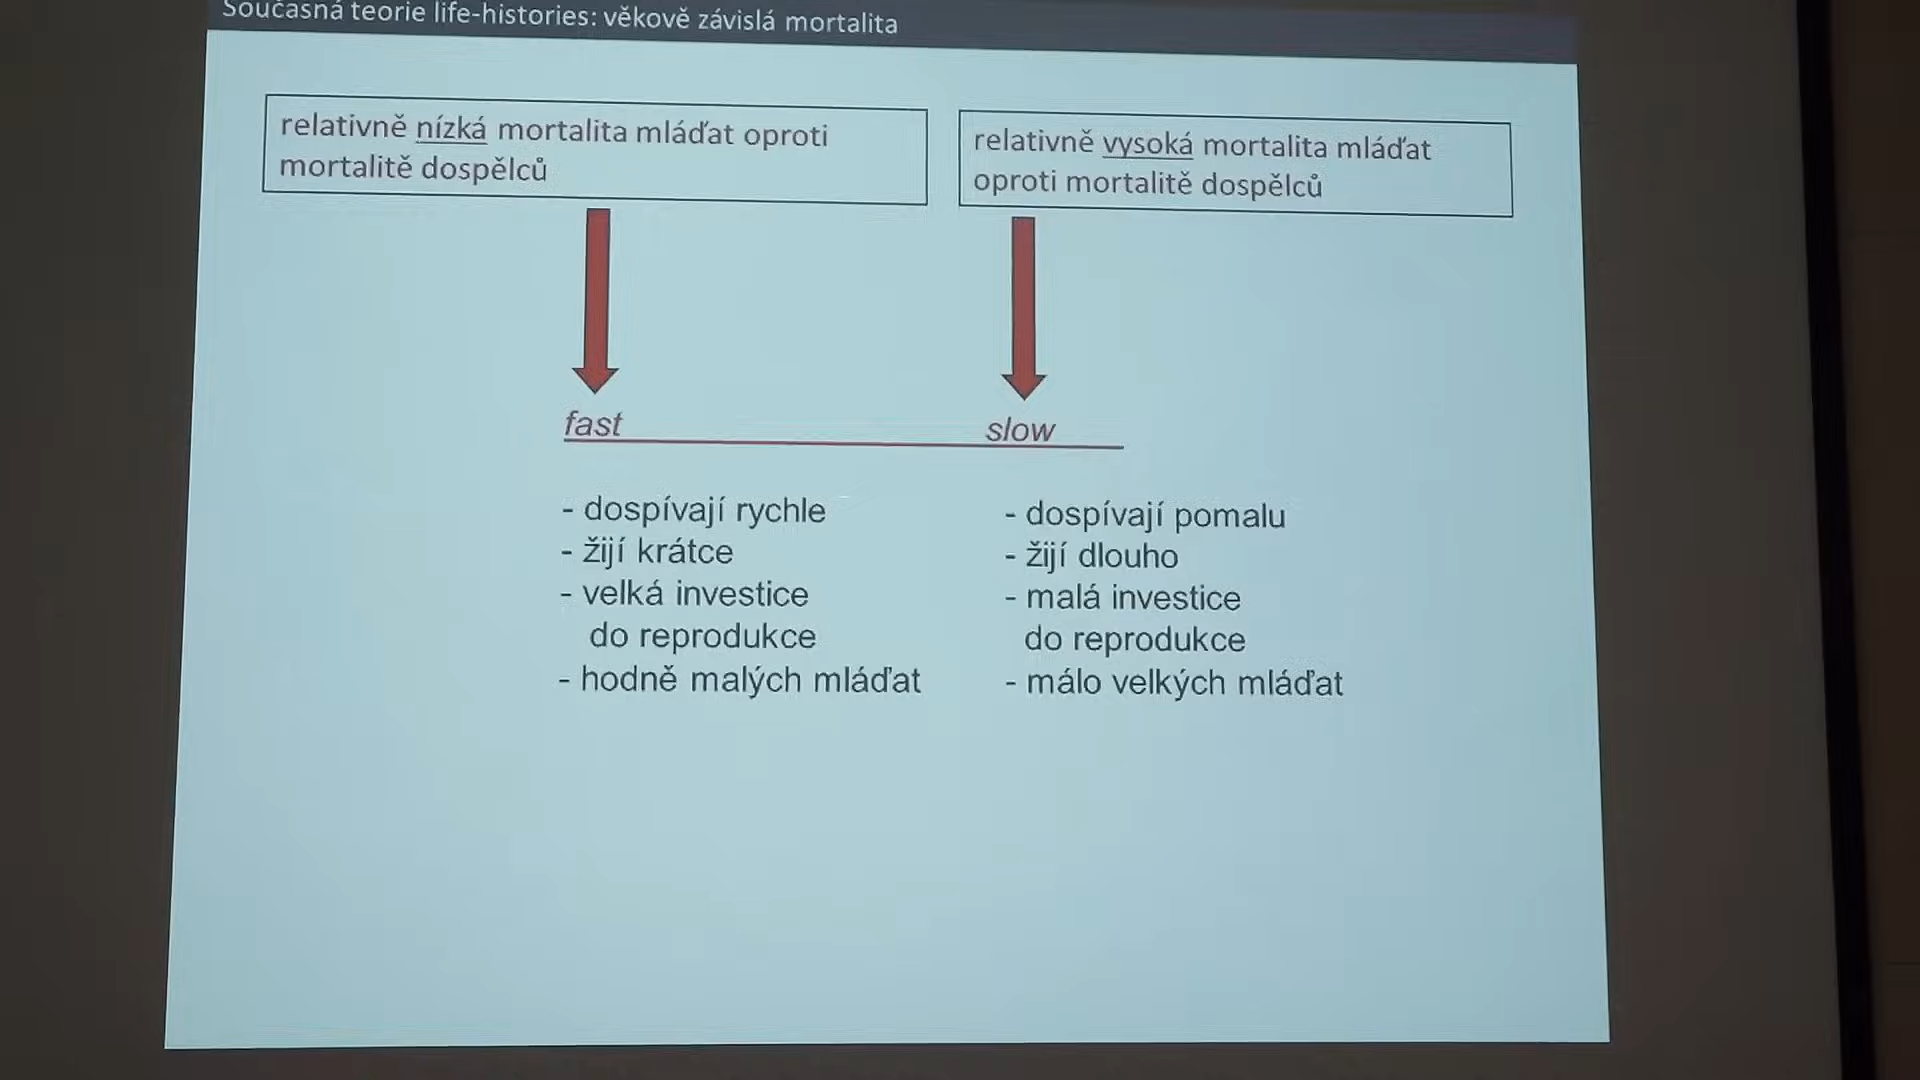 Současná teorie life-histories: věkově závislá mortalita
relativně nízká mortalita mláďat oproti
mortalitě dospělců
relativně vysoká mortalita mláďat
oproti mortalitě dospělců
fast
- dospívají rychle
- žijí krátce
- velká investice
do reprodukce
- hodně malých mláďat
slow
- dospívají pomalu
- žijí dlouho
- malá investice
do reprodukce
- málo velkých mláďat